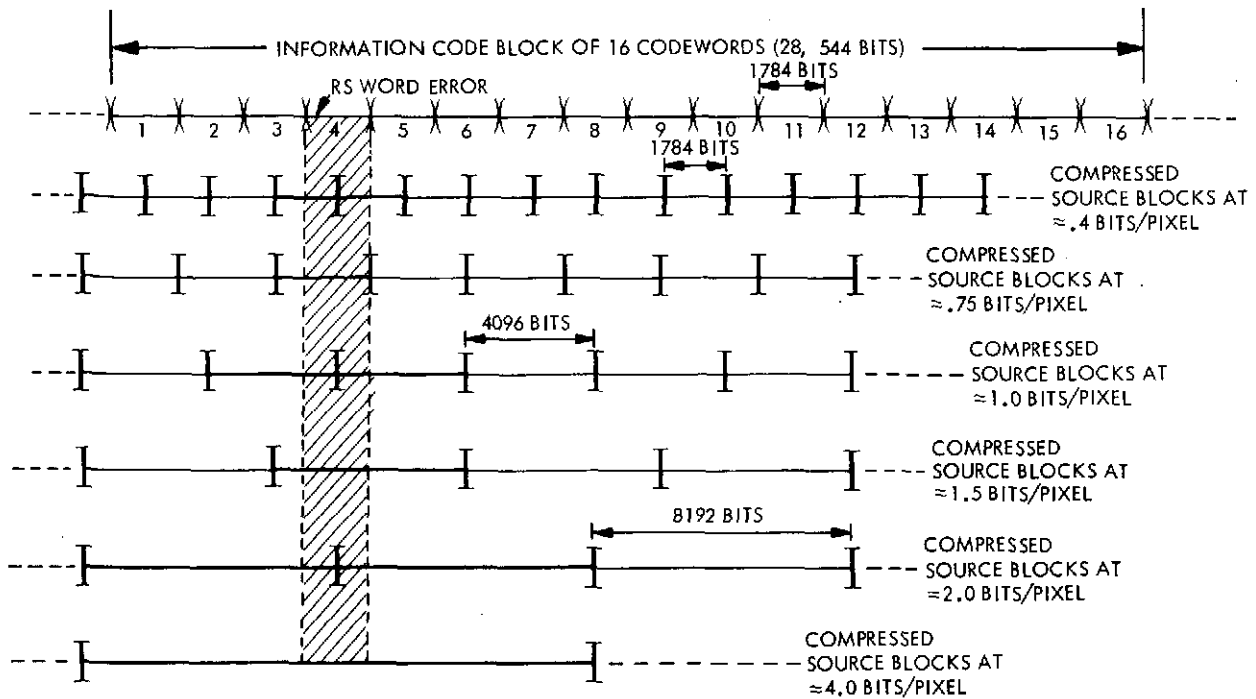 INFORMATION CODE BLOCK OF 16 CODEWORDS (28, 544 BITS)
RS WORD ERROR
1784 BITS
1 2 3 4 5 6 7 8 9 10 11 12 13 14 15 16
1784 BITS
COMPRESSED
SOURCE BLOCKS AT
≈.4 BITS/PIXEL
COMPRESSED
SOURCE BLOCKS AT
≈.75 BITS/PIXEL
4096 BITS
COMPRESSED
SOURCE BLOCKS AT
≈1.0 BITS/PIXEL
COMPRESSED
SOURCE BLOCKS AT
≈1.5 BITS/PIXEL
8192 BITS
COMPRESSED
SOURCE BLOCKS AT
≈2.0 BITS/PIXEL
COMPRESSED
SOURCE BLOCKS AT
≈4.0 BITS/PIXEL